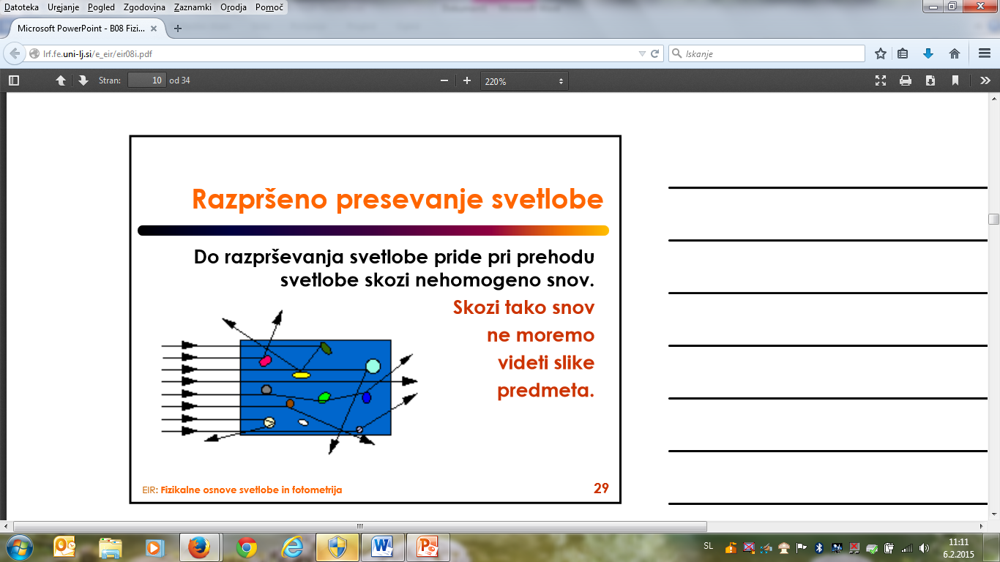 Datoteka Urejanje Pogled Zgodovina Zaznamki Orodja Pomoč
Microsoft PowerPoint - B08 Fizi...
lrf.fe.uni-lj.si/e_eir/eir08i.pdf
Iskanje
Stran: 10 od 34
220%
Razpršeno presevanje svetlobe
Do razprševanja svetlobe pride pri prehodu
svetlobe skozi nehomogeno snov.
Skozi tako snov
ne moremo
videti slike
predmeta.
EIR: Fizikalne osnove svetlobe in fotometrija
29
SL
11:11
6.2.2015